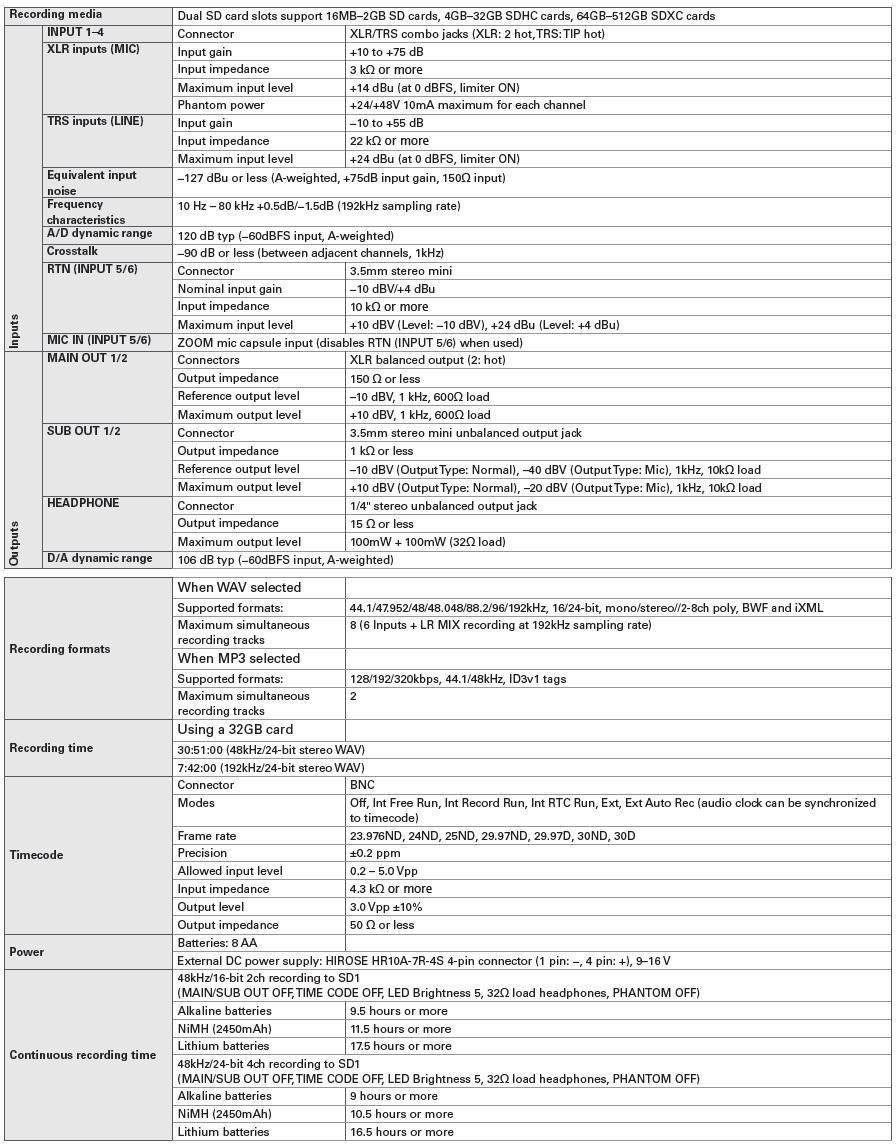 Recording media Dual SD card slots support 16MB–2GB SD cards, 4GB–32GB SDHC cards, 64GB–512GB SDXC cards
Inputs
INPUT 1–4 Connector XLR/TRS combo jacks (XLR: 2 hot, TRS: TIP hot)
XLR inputs (MIC) Input gain +10 to +75 dB
Input impedance 3 kΩ or more
Maximum input level +14 dBu (at 0 dBFS, limiter ON)
Phantom power +24/+48V 10mA maximum for each channel
TRS inputs (LINE) Input gain –10 to +55 dB
Input impedance 22 kΩ or more
Maximum input level +24 dBu (at 0 dBFS, limiter ON)
Equivalent input
noise –127 dBu or less (A-weighted, +75dB input gain, 150Ω input)
Frequency
characteristics 10 Hz – 80 kHz +0.5dB/–1.5dB (192kHz sampling rate)
A/D dynamic range 120 dB typ (–60dBFS input, A-weighted)
Crosstalk –90 dB or less (between adjacent channels, 1kHz)
RTN (INPUT 5/6) Connector 3.5mm stereo mini
Nominal input gain –10 dBV/+4 dBu
Input impedance 10 kΩ or more
Maximum input level +10 dBV (Level: –10 dBV), +24 dBu (Level: +4 dBu)
MIC IN (INPUT 5/6) ZOOM mic capsule input (disables RTN (INPUT 5/6) when used)
Outputs
MAIN OUT 1/2 Connectors XLR balanced output (2: hot)
Output impedance 150 Ω or less
Reference output level –10 dBV, 1 kHz, 600Ω load
Maximum output level +10 dBV, 1 kHz, 600Ω load
SUB OUT 1/2 Connector 3.5mm stereo mini unbalanced output jack
Output impedance 1 kΩ or less
Reference output level –10 dBV (Output Type: Normal), –40 dBV (Output Type: Mic), 1kHz, 10kΩ load
Maximum output level +10 dBV (Output Type: Normal), –20 dBV (Output Type: Mic), 1kHz, 10kΩ load
HEADPHONE Connector 1/4" stereo unbalanced output jack
Output impedance 15 Ω or less
Maximum output level 100mW + 100mW (32Ω load)
D/A dynamic range 106 dB typ (–60dBFS input, A-weighted)
Recording formats
When WAV selected
Supported formats: 44.1/47.952/48/48.048/88.2/96/192kHz, 16/24-bit, mono/stereo//2-8ch poly, BWF and iXML
Maximum simultaneous
recording tracks 8 (6 Inputs + LR MIX recording at 192kHz sampling rate)
When MP3 selected
Supported formats: 128/192/320kbps, 44.1/48kHz, ID3v1 tags
Maximum simultaneous
recording tracks 2
Recording time
Using a 32GB card
30:51:00 (48kHz/24-bit stereo WAV)
7:42:00 (192kHz/24-bit stereo WAV)
Timecode
Connector BNC
Modes Off, Int Free Run, Int Record Run, Int RTC Run, Ext, Ext Auto Rec (audio clock can be synchronized
to timecode)
Frame rate 23.976ND, 24ND, 25ND, 29.97ND, 29.97D, 30ND, 30D
Precision ±0.2 ppm
Allowed input level 0.2 – 5.0 Vpp
Input impedance 4.3 kΩ or more
Output level 3.0 Vpp ±10%
Output impedance 50 Ω or less
Power
Batteries: 8 AA
External DC power supply: HIROSE HR10A-7R-4S 4-pin connector (1 pin: –, 4 pin: +), 9–16 V
Continuous recording time
48kHz/16-bit 2ch recording to SD1
(MAIN/SUB OUT OFF, TIME CODE OFF, LED Brightness 5, 32Ω load headphones, PHANTOM OFF)
Alkaline batteries 9.5 hours or more
NiMH (2450mAh) 11.5 hours or more
Lithium batteries 17.5 hours or more
48kHz/24-bit 4ch recording to SD1
(MAIN/SUB OUT OFF, TIME CODE OFF, LED Brightness 5, 32Ω load headphones, PHANTOM OFF)
Alkaline batteries 9 hours or more
NiMH (2450mAh) 10.5 hours or more
Lithium batteries 16.5 hours or more